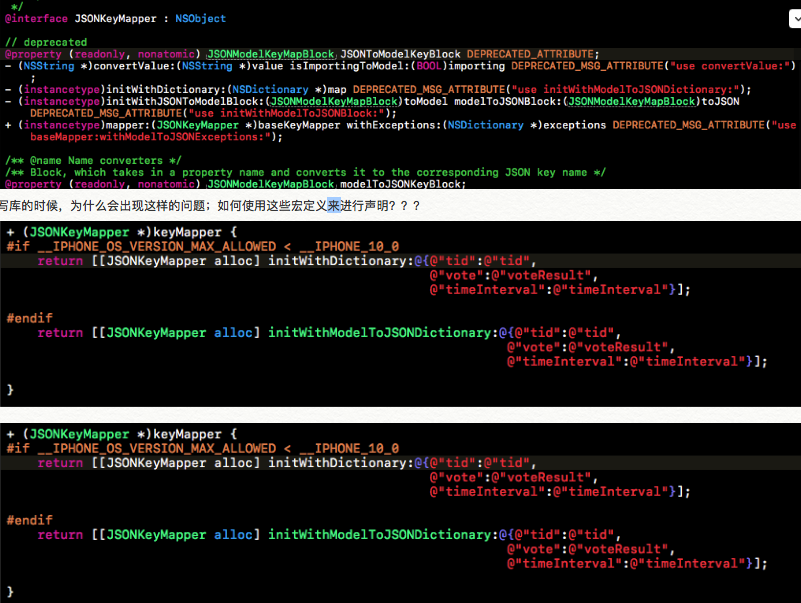 */
@interface JSONKeyMapper : NSObject
// deprecated
@property (readonly, nonatomic) JSONModelKeyMapBlock JSONToModelKeyBlock DEPRECATED_ATTRIBUTE;
- (NSString *)convertValue:(NSString *)value isImportingToModel:(BOOL)importing DEPRECATED_MSG_ATTRIBUTE("use convertValue:")
;
- (instancetype)initWithDictionary:(NSDictionary *)map DEPRECATED_MSG_ATTRIBUTE("use initWithModelToJSONDictionary:");
- (instancetype)initWithJSONToModelBlock:(JSONModelKeyMapBlock)toModel modelToJSONBlock:(JSONModelKeyMapBlock)toJSON
DEPRECATED_MSG_ATTRIBUTE("use initWithModelToJSONBlock:");
+ (instancetype)mapper:(JSONKeyMapper *)baseKeyMapper withExceptions:(NSDictionary *)exceptions DEPRECATED_MSG_ATTRIBUTE("use
baseMapper:withModelToJSONExceptions:");
/** @name Name converters */
/** Block, which takes in a property name and converts it to the corresponding JSON key name */
@property (readonly, nonatomic) JSONModelKeyMapBlock modelToJSONKeyBlock;
写库的时候，为什么会出现这样的问题；如何使用这些宏定义来进行声明？？？
+ (JSONKeyMapper *)keyMapper {
#if __IPHONE_OS_VERSION_MAX_ALLOWED < __IPHONE_10_0
return [[JSONKeyMapper alloc] initWithDictionary:@{@"tid":@"tid",
@"vote":@"voteResult",
@"timeInterval":@"timeInterval"}];
#endif
return [[JSONKeyMapper alloc] initWithModelToJSONDictionary:@{@"tid":@"tid",
@"vote":@"voteResult",
@"timeInterval":@"timeInterval"}];
}
+ (JSONKeyMapper *)keyMapper {
#if __IPHONE_OS_VERSION_MAX_ALLOWED < __IPHONE_10_0
return [[JSONKeyMapper alloc] initWithDictionary:@{@"tid":@"tid",
@"vote":@"voteResult",
@"timeInterval":@"timeInterval"}];
#endif
return [[JSONKeyMapper alloc] initWithModelToJSONDictionary:@{@"tid":@"tid",
@"vote":@"voteResult",
@"timeInterval":@"timeInterval"}];
}